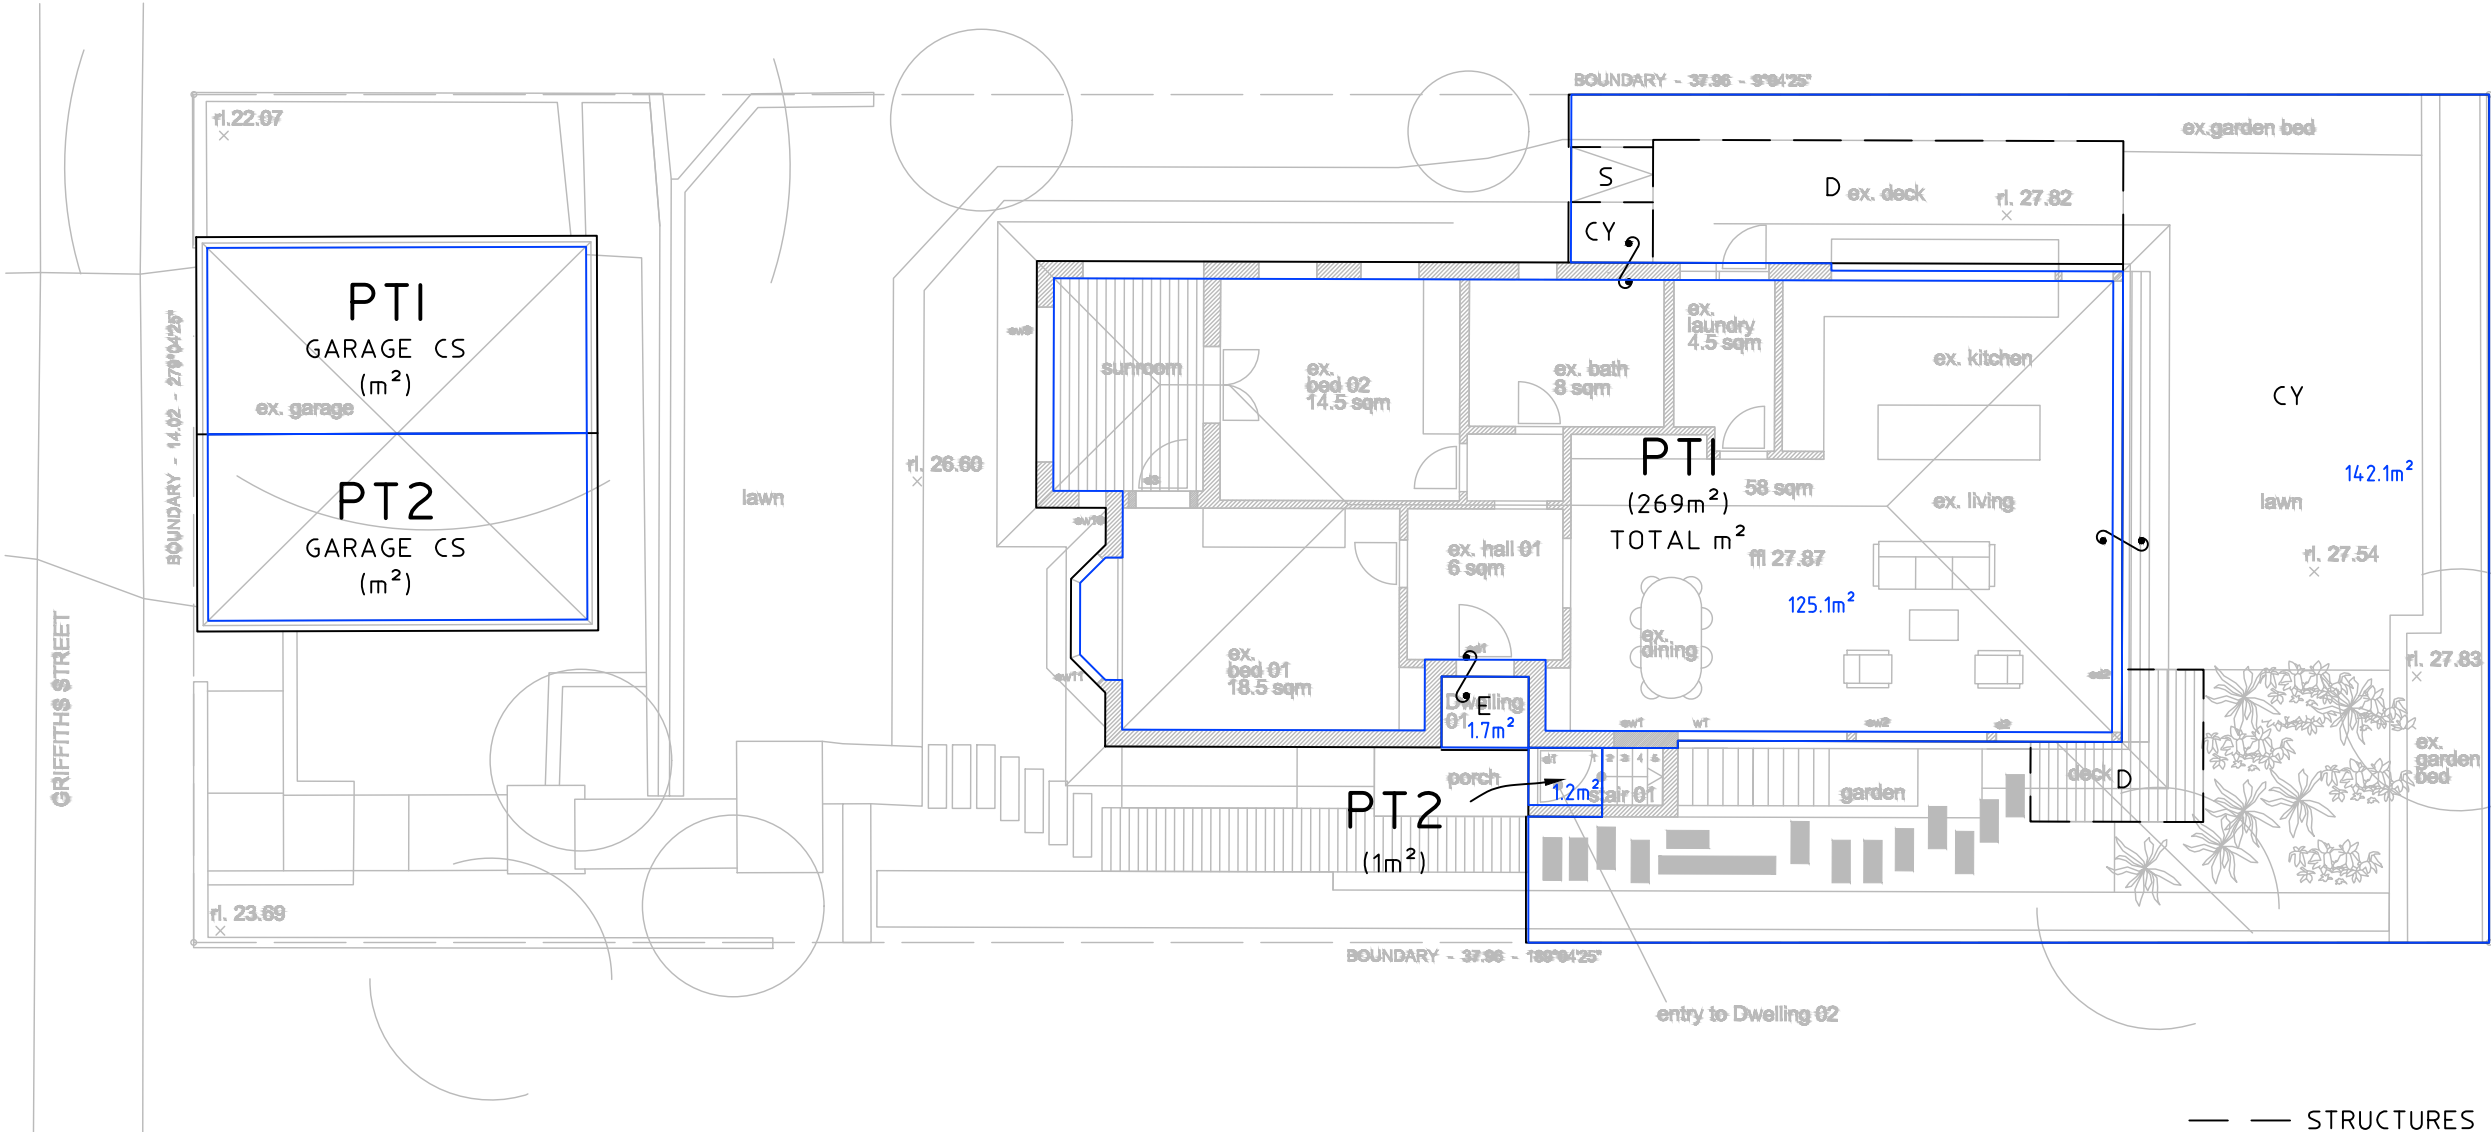 BOUNDARY - 37.96 - 9°04'25"
rl.22.07
ex.garden bed
S
D
ex. deck
rl. 27.82
CY
PT1
GARAGE CS
(m²)
ex. garage
PT2
GARAGE CS
(m²)
BOUNDARY - 14.02 - 279°04'25"
GRIFFITHS STREET
lawn
rl. 26.60
sunroom
ex.
bed 02
14.5 sqm
ex. bath
8 sqm
ex.
laundry
4.5 sqm
ex. kitchen
CY
142.1m²
lawn
rl. 27.54
PT1
(269m²)
TOTAL m²
58 sqm
ex. living
ffl 27.87
125.1m²
ex. hall 01
6 sqm
ex.
dining
ex.
bed 01
18.5 sqm
Dwelling
01
E
1.7m²
rl. 27.83
ex.
garden
bed
porch
1.2m²
stair 01
garden
deck
D
PT2
(1m²)
rl. 23.69
BOUNDARY - 37.96 - 189°04'25"
entry to Dwelling 02
STRUCTURES